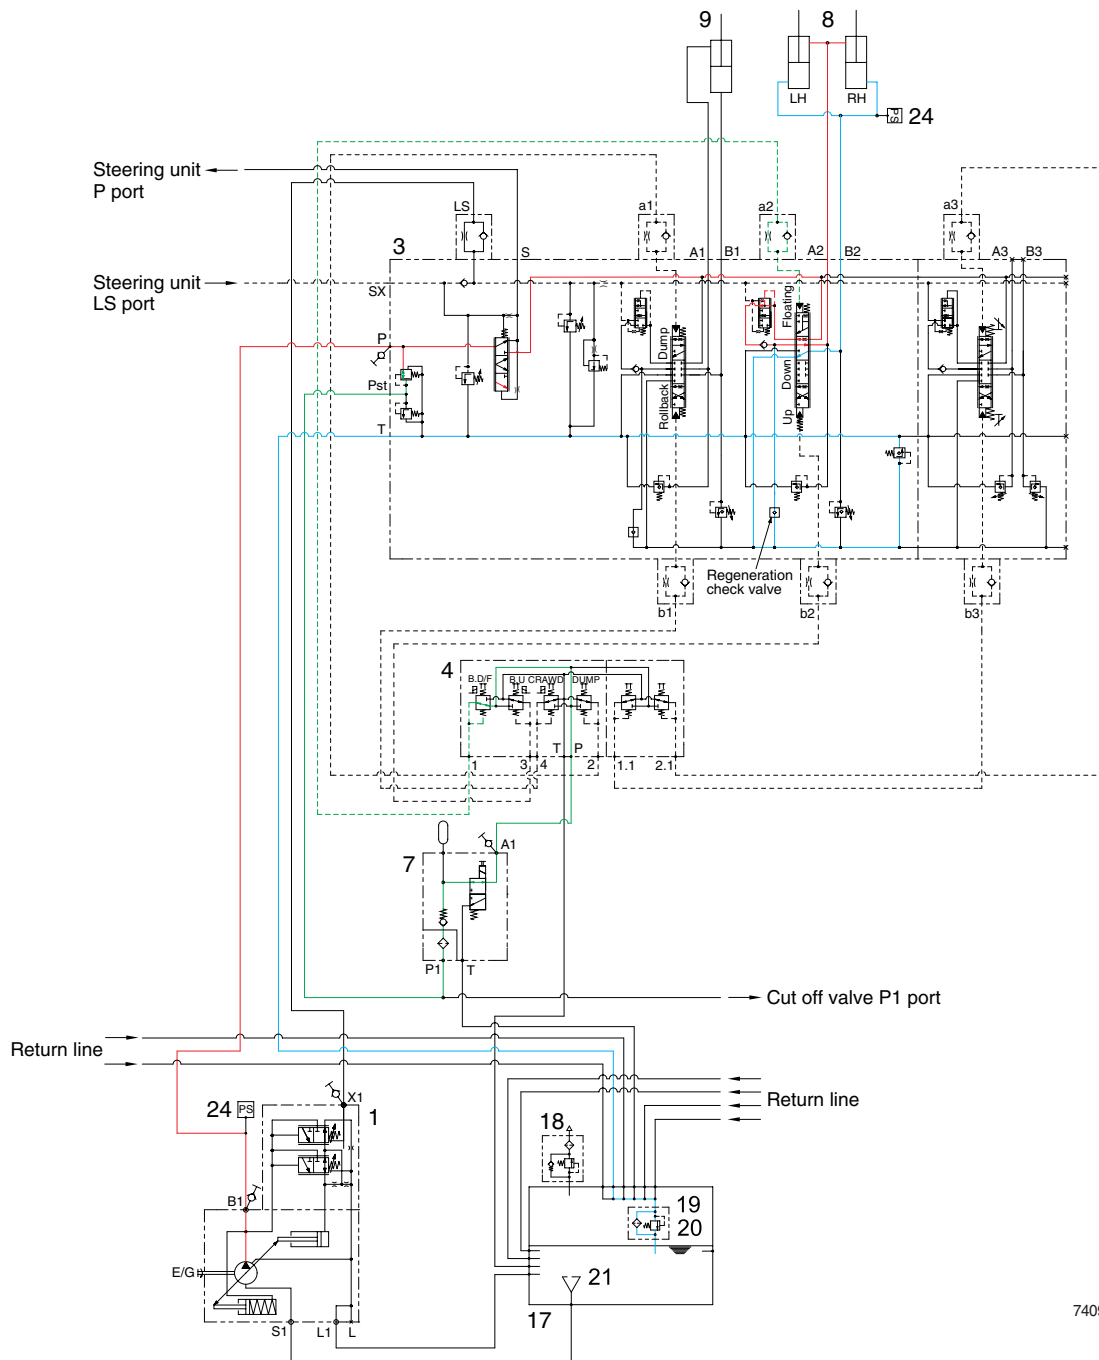 9
8
LH
RH
PS
24
Steering unit
P port
LS
a1
a2
a3
3
S
A1
B1
A2
B2
A3
B3
Steering unit
LS port
SX
P
Pst
T
Dump
Rollback
Floating
Down
Up
Regeneration
check valve
b1
b2
b3
4
B.D/F
B.U
CRAWD
DUMP
T
P
1
3
4
2
1.1
2.1
7
A1
P1
T
Cut off valve P1 port
Return line
24
PS
X1
1
18
Return line
B1
19
20
E/G
21
17
S1
L1
L
7409